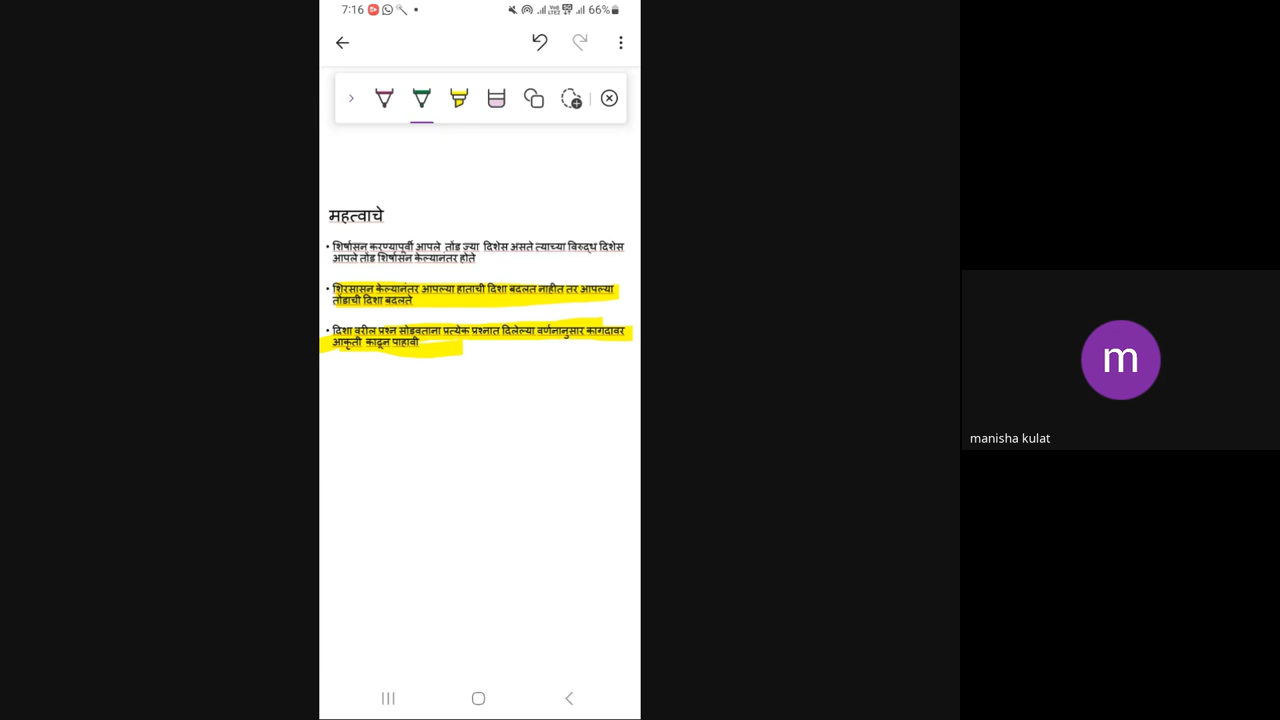 7:16 66%
महत्वाचे
• शिर्षासन करण्यापूर्वी आपले तोंड ज्या दिशेस असते त्याच्या विरुद्ध दिशेस
आपले तोंड शिर्षासन केल्यानंतर होते
• शिरसासन केल्यानंतर आपल्या हाताची दिशा बदलत नाहीत तर आपल्या
तोंडाची दिशा बदलते
• दिशा वरील प्रश्न सोडवताना प्रत्येक प्रश्नात दिलेल्या वर्णनानुसार कागदावर
आकृती काढून पाहावी
m
manisha kulat